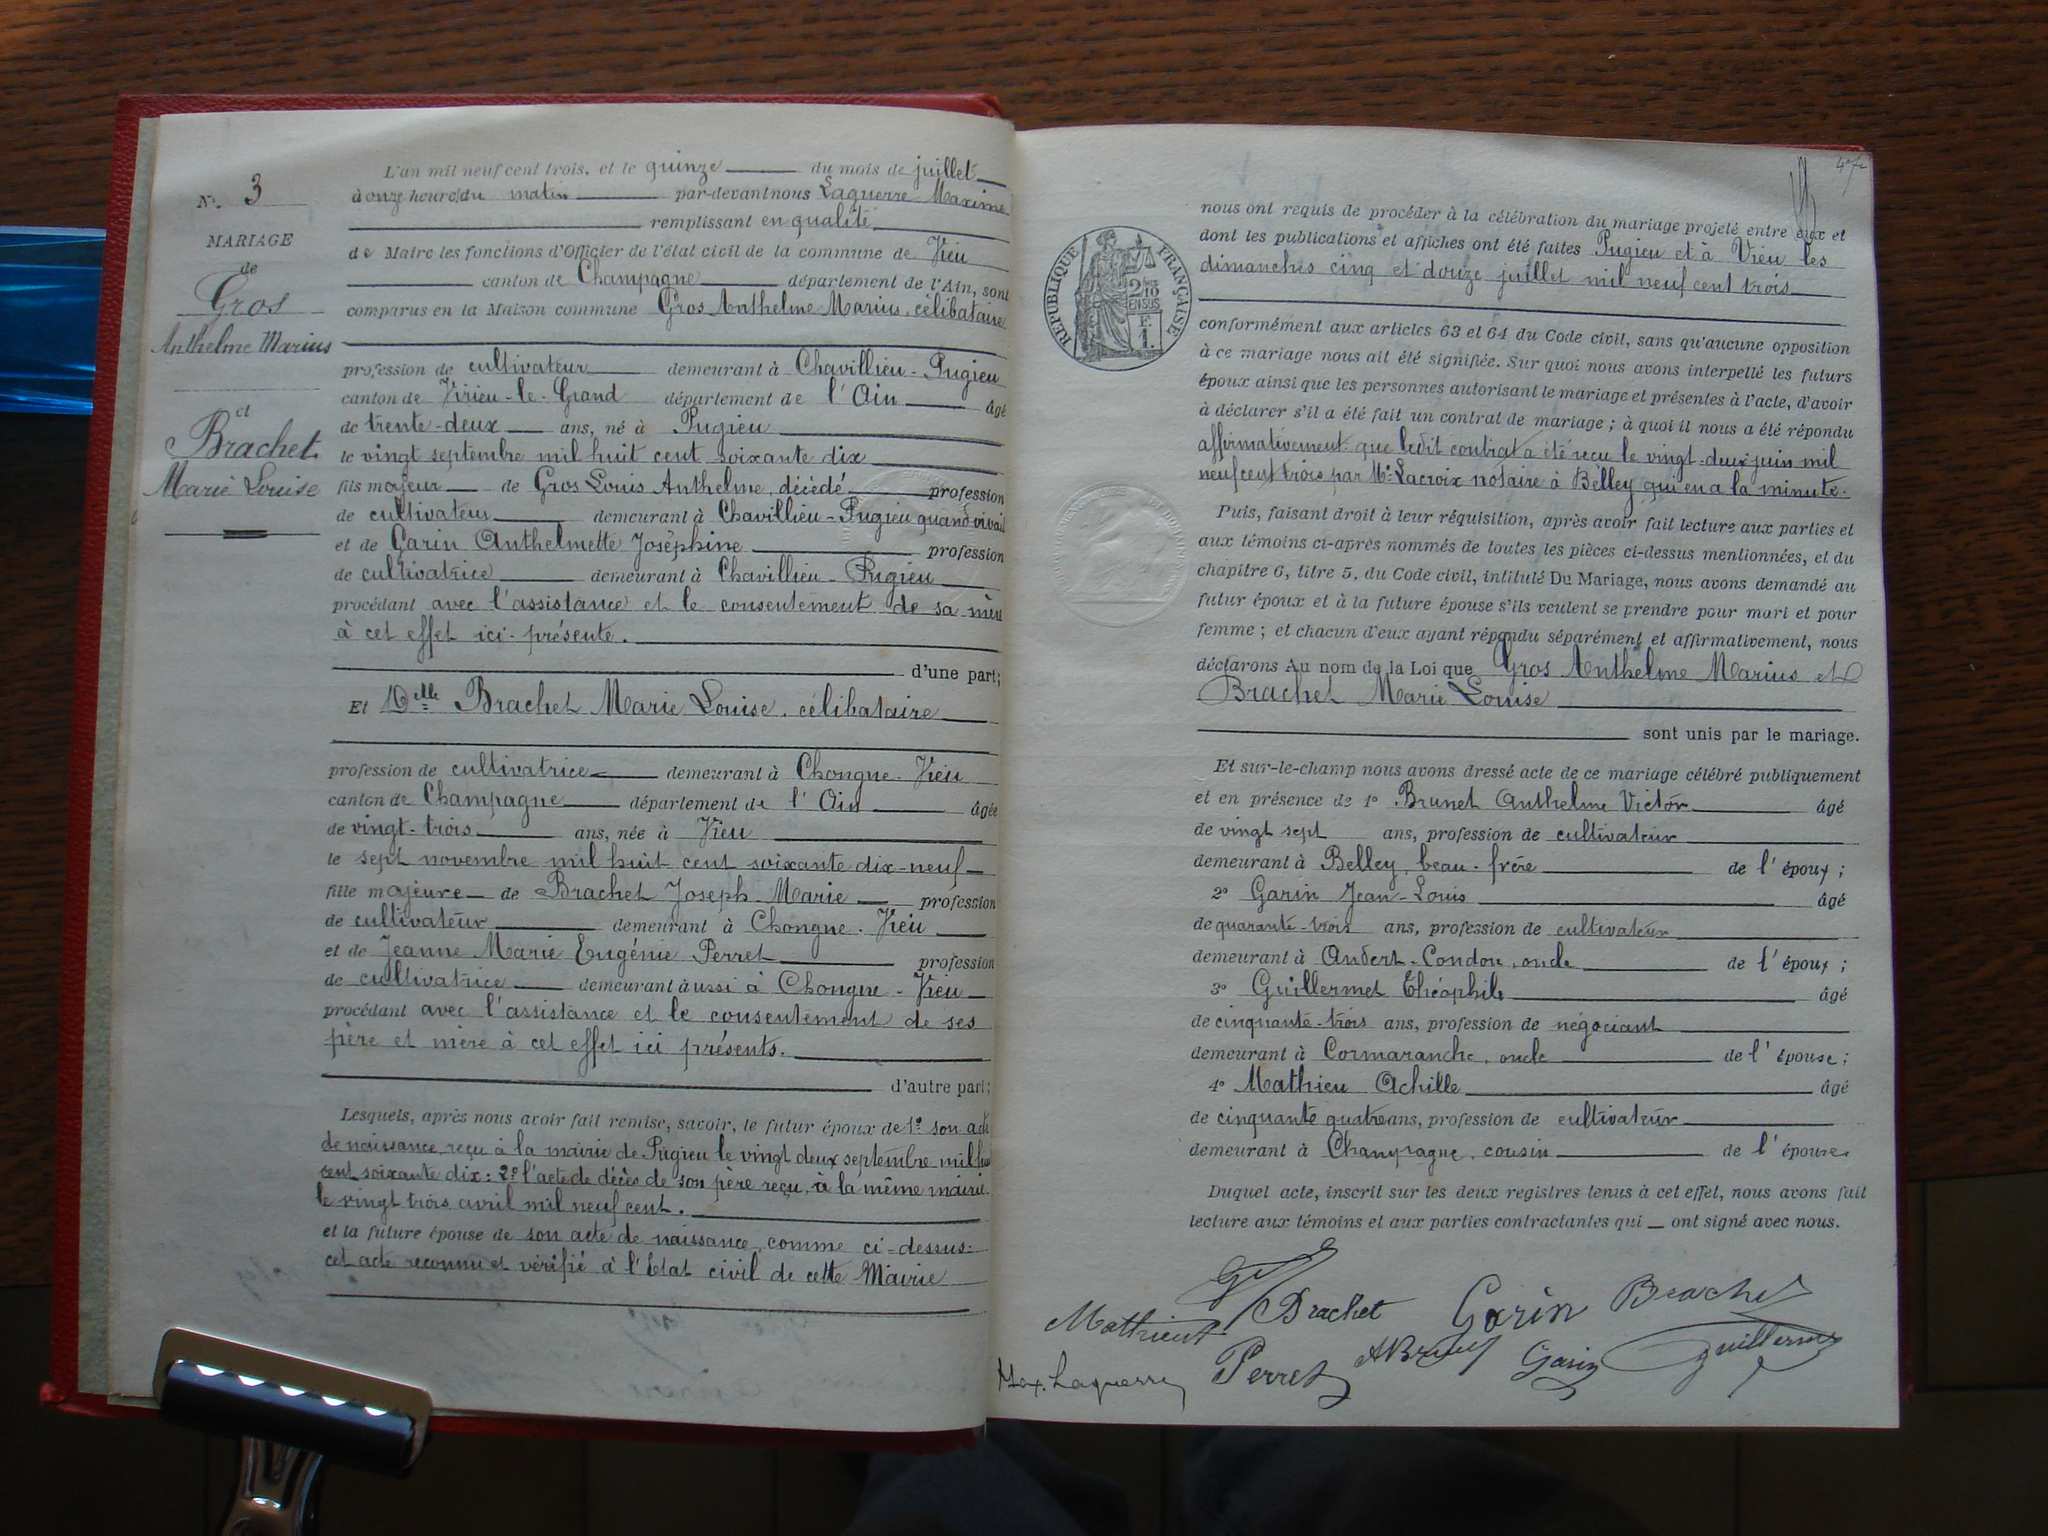 N°. 3
MARIAGE
de
Gros
Anthelme Marius
et
Brachet
Marie Louise
L'an mil neuf cent trois, et le quinze du mois de juillet
à onze heures du matin par-devant nous Laguerre Maxime
remplissant en qualité
de Maire les fonctions d'Officier de l'état civil de la commune de Vieu
canton de Champagne département de l'Ain, sont
comparus en la Maison commune Gros Anthelme Marius, célibataire
profession de cultivateur demeurant à Chavillieu-Pugieu
canton de Virieu-le-Grand département de l'Ain âgé
de trente-deux ans, né à Pugieu
le vingt septembre mil huit cent soixante dix
fils majeur de Gros Louis Anthelme, décédé profession
de cultivateur demeurant à Chavillieu-Pugieu quand vivait
et de Garin Anthelmette Joséphine profession
de cultivatrice demeurant à Chavillieu-Pugieu
procédant avec l'assistance et le consentement de sa mère
à cet effet ici-présente.
d'une part;
Et Delle Brachet Marie Louise, célibataire
profession de cultivatrice demeurant à Chongne-Vieu
canton de Champagne département de l'Ain âgée
de vingt-trois ans, née à Vieu
le sept novembre mil huit cent soixante dix-neuf
fille majeure de Brachet Joseph Marie profession
de cultivateur demeurant à Chongne-Vieu
et de Jeanne Marie Eugénie Perret profession
de cultivatrice demeurant aussi à Chongne-Vieu
procédant avec l'assistance et le consentement de ses
père et mère à cet effet ici présents.
d'autre part;
Lesquels, après nous avoir fait remise, savoir, le futur époux de 1° son acte
de naissance reçu à la mairie de Pugieu le vingt deux septembre mil huit
cent soixante dix: 2° l'acte de décès de son père reçu à la même mairie
le vingt trois avril mil neuf cent.
et la future épouse de son acte de naissance, comme ci-dessus:
cet acte reconnu et vérifié à l'Etat civil de cette Mairie
RÉPUBLIQUE FRANÇAISE
2/10
EN SUS
F.
1.
nous ont requis de procéder à la célébration du mariage projeté entre eux et
dont les publications et affiches ont été faites Pugieu et à Vieu les
dimanches cinq et douze juillet mil neuf cent trois
conformément aux articles 63 et 64 du Code civil, sans qu'aucune opposition
à ce mariage nous ait été signifiée. Sur quoi nous avons interpellé les futurs
époux ainsi que les personnes autorisant le mariage et présentes à l'acte, d'avoir
à déclarer s'il a été fait un contrat de mariage; à quoi il nous a été répondu
affirmativement que ledit contrat a été reçu le vingt-deux juin mil
neuf cent trois par Me Lacroix notaire à Belley qui en a la minute.
Puis, faisant droit à leur réquisition, après avoir fait lecture aux parties et
aux témoins ci-après nommés de toutes les pièces ci-dessus mentionnées, et du
chapitre 6, titre 5, du Code civil, intitulé Du Mariage, nous avons demandé au
futur époux et à la future épouse s'ils veulent se prendre pour mari et pour
femme; et chacun d'eux ayant répondu séparément et affirmativement, nous
déclarons Au nom de la Loi que Gros Anthelme Marius et
Brachet Marie Louise
sont unis par le mariage.
Et sur-le-champ nous avons dressé acte de ce mariage célébré publiquement
et en présence de 1° Brunet Anthelme Victor âgé
de vingt sept ans, profession de cultivateur
demeurant à Belley, beau-frère de l'époux;
2° Garin Jean-Louis âgé
de quarante-trois ans, profession de cultivateur
demeurant à Andert-Condon, oncle de l'époux;
3° Guillermet Théophile âgé
de cinquante-trois ans, profession de négociant
demeurant à Cormaranche, oncle de l'épouse;
4° Mathieu Achille âgé
de cinquante quatre ans, profession de cultivateur
demeurant à Champagne, cousin de l'épouse
Duquel acte, inscrit sur les deux registres tenus à cet effet, nous avons fait
lecture aux témoins et aux parties contractantes qui ont signé avec nous.
Mathieu Brachet Garin Brachet
Max. Laguerre Perret ABrunet Garin Guillermet